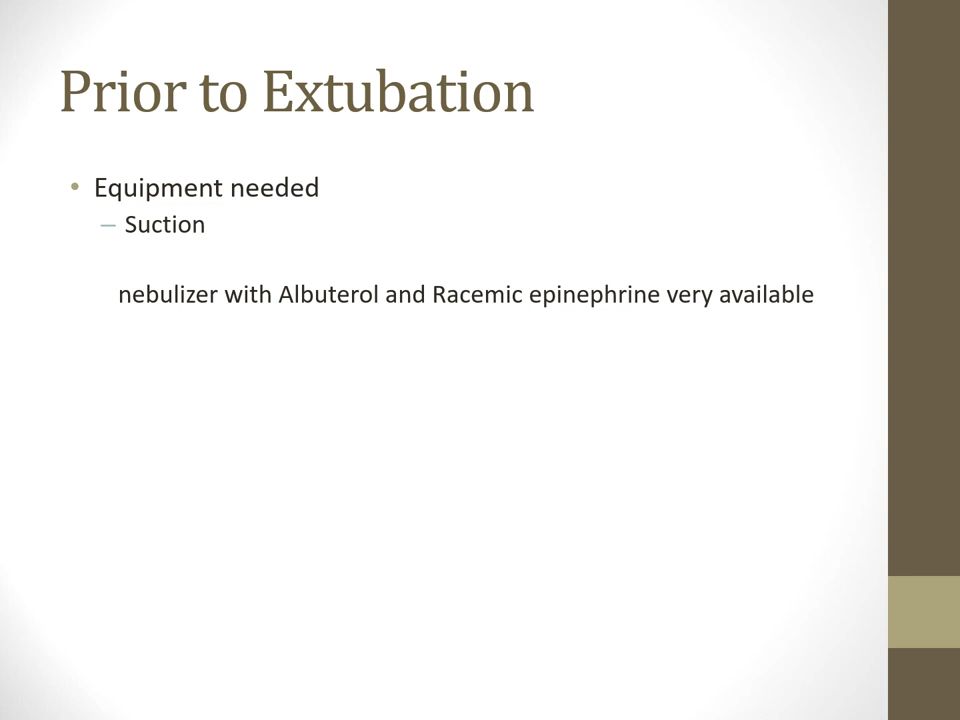 Prior to Extubation
• Equipment needed
– Suction
nebulizer with Albuterol and Racemic epinephrine very available